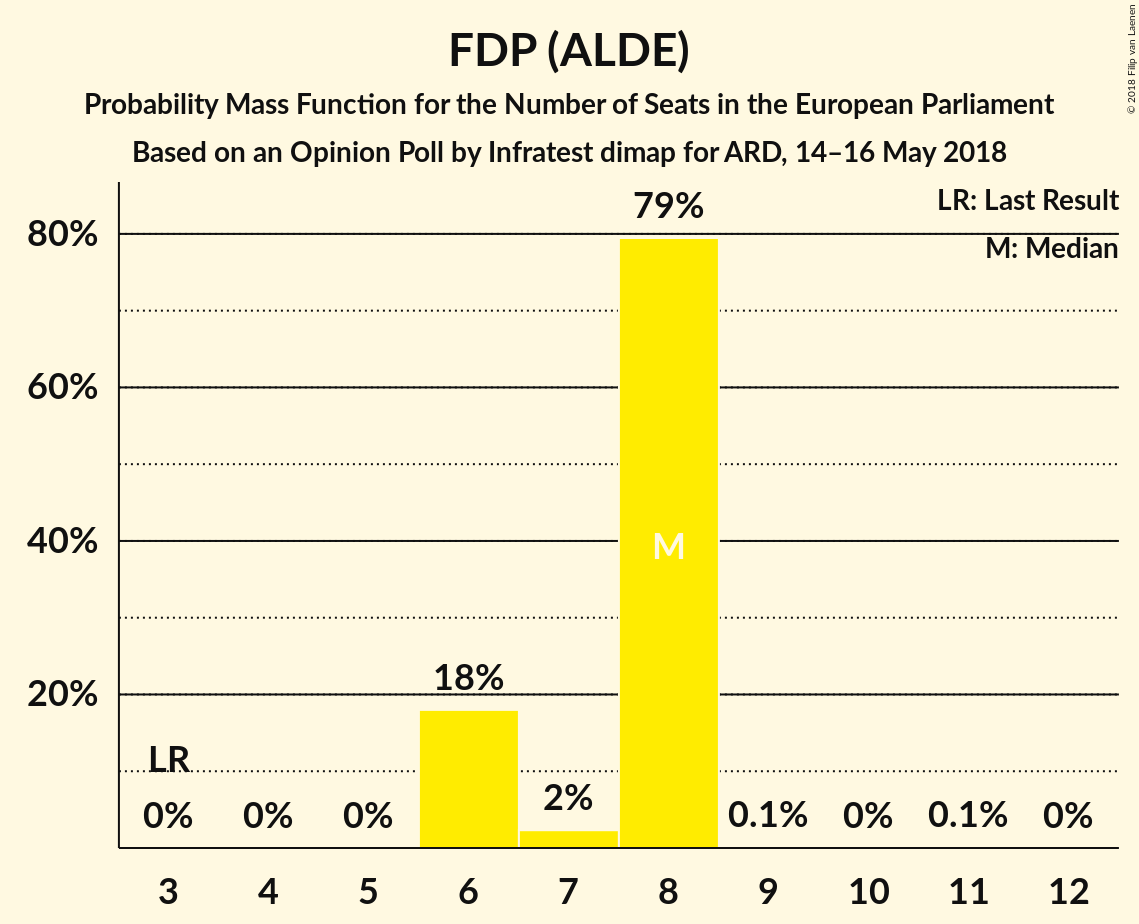 FDP (ALDE)
Probability Mass Function for the Number of Seats in the European Parliament
Based on an Opinion Poll by Infratest dimap for ARD, 14–16 May 2018
© 2018 Filip van Laenen
LR: Last Result
M: Median
80%
60%
40%
20%
79%
M
18%
LR
0% 0% 0% 2% 0.1% 0% 0.1% 0%
3 4 5 6 7 8 9 10 11 12